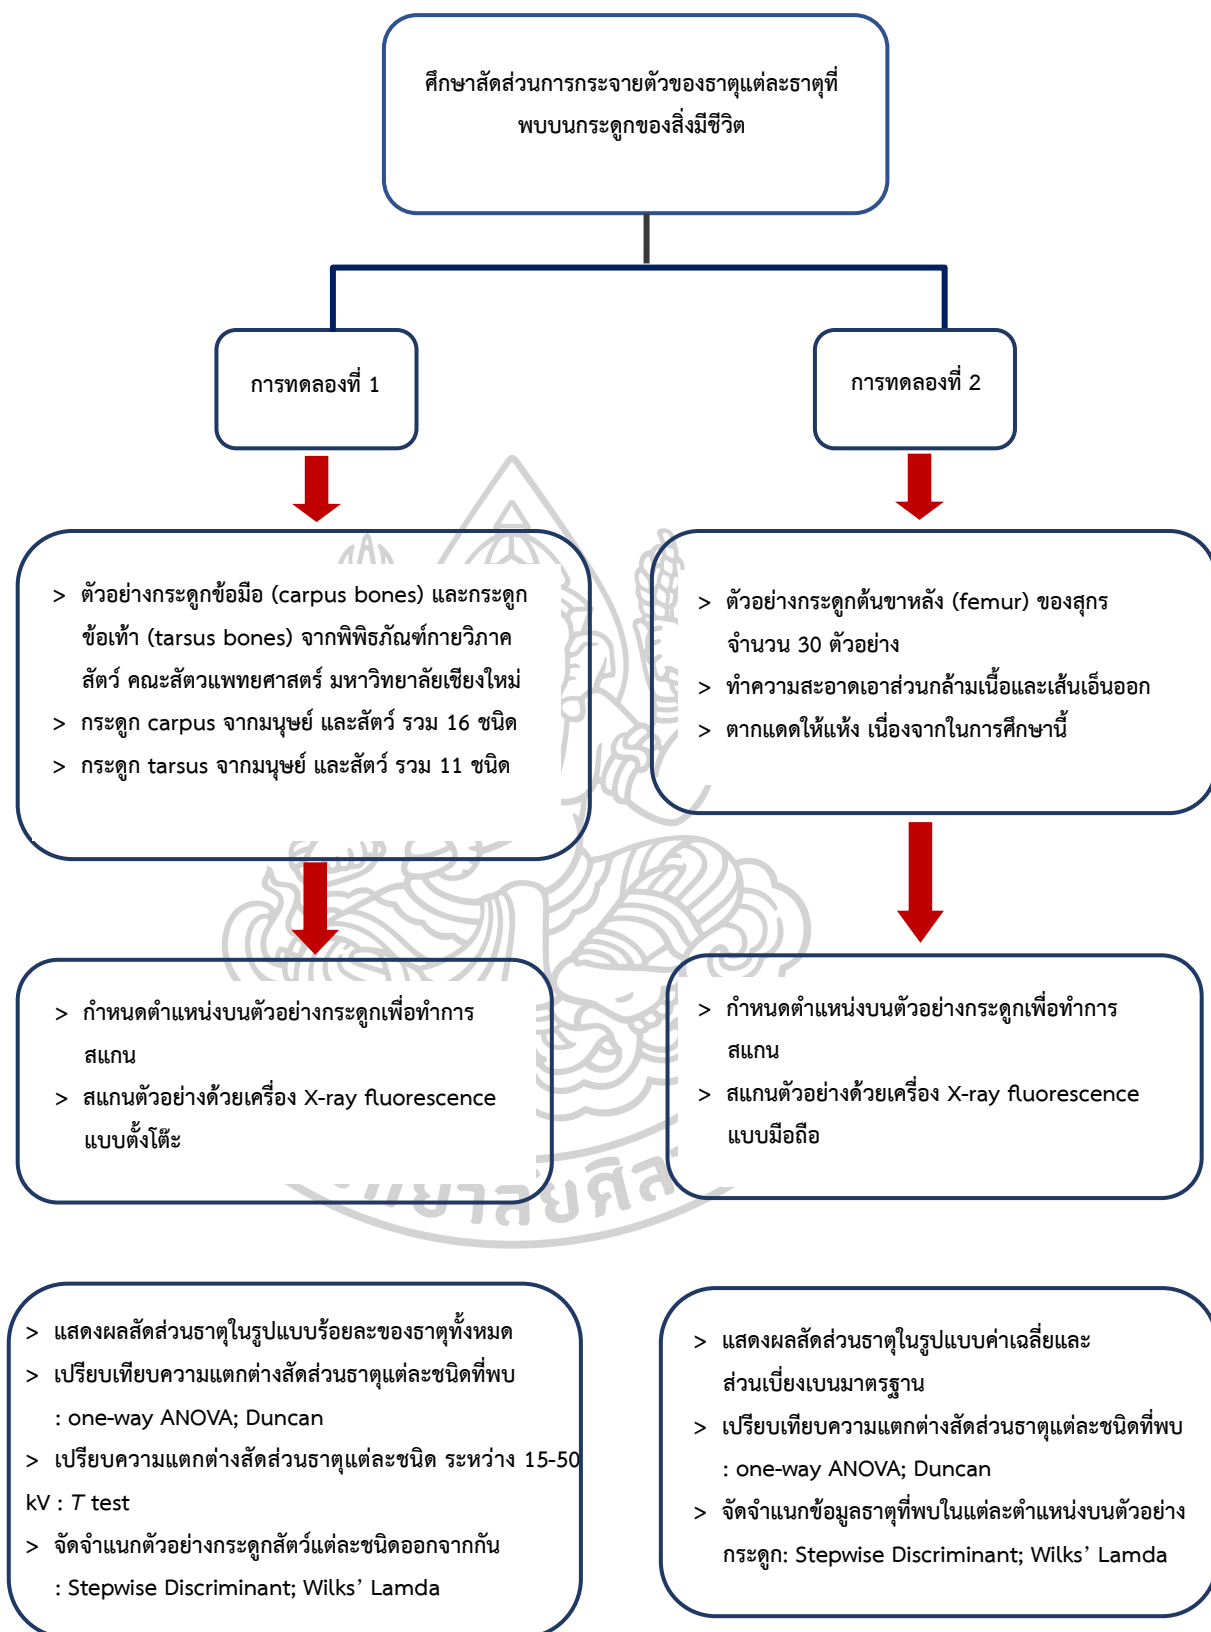 ศึกษาสัดส่วนการกระจายตัวของธาตุแต่ละธาตุที่
พบบนกระดูกของสิ่งมีชีวิต
การทดลองที่ 1
การทดลองที่ 2
> ตัวอย่างกระดูกข้อมือ (carpus bones) และกระดูก
ข้อเท้า (tarsus bones) จากพิพิธภัณฑ์กายวิภาค
สัตว์ คณะสัตวแพทยศาสตร์ มหาวิทยาลัยเชียงใหม่
> กระดูก carpus จากมนุษย์ และสัตว์ รวม 16 ชนิด
> กระดูก tarsus จากมนุษย์ และสัตว์ รวม 11 ชนิด
> ตัวอย่างกระดูกต้นขาหลัง (femur) ของสุกร
จำนวน 30 ตัวอย่าง
> ทำความสะอาดเอาส่วนกล้ามเนื้อและเส้นเอ็นออก
> ตากแดดให้แห้ง เนื่องจากในการศึกษานี้
> กำหนดตำแหน่งบนตัวอย่างกระดูกเพื่อทำการ
สแกน
> สแกนตัวอย่างด้วยเครื่อง X-ray fluorescence
แบบตั้งโต๊ะ
> กำหนดตำแหน่งบนตัวอย่างกระดูกเพื่อทำการ
สแกน
> สแกนตัวอย่างด้วยเครื่อง X-ray fluorescence
แบบมือถือ
> แสดงผลสัดส่วนธาตุในรูปแบบร้อยละของธาตุทั้งหมด
> เปรียบเทียบความแตกต่างสัดส่วนธาตุแต่ละชนิดที่พบ
: one-way ANOVA; Duncan
> เปรียบความแตกต่างสัดส่วนธาตุแต่ละชนิด ระหว่าง 15-50
kV : T test
> จัดจำแนกตัวอย่างกระดูกสัตว์แต่ละชนิดออกจากกัน
: Stepwise Discriminant; Wilks’ Lamda
> แสดงผลสัดส่วนธาตุในรูปแบบค่าเฉลี่ยและ
ส่วนเบี่ยงเบนมาตรฐาน
> เปรียบเทียบความแตกต่างสัดส่วนธาตุแต่ละชนิดที่พบ
: one-way ANOVA; Duncan
> จัดจำแนกข้อมูลธาตุที่พบในแต่ละตำแหน่งบนตัวอย่าง
กระดูก: Stepwise Discriminant; Wilks’ Lamda